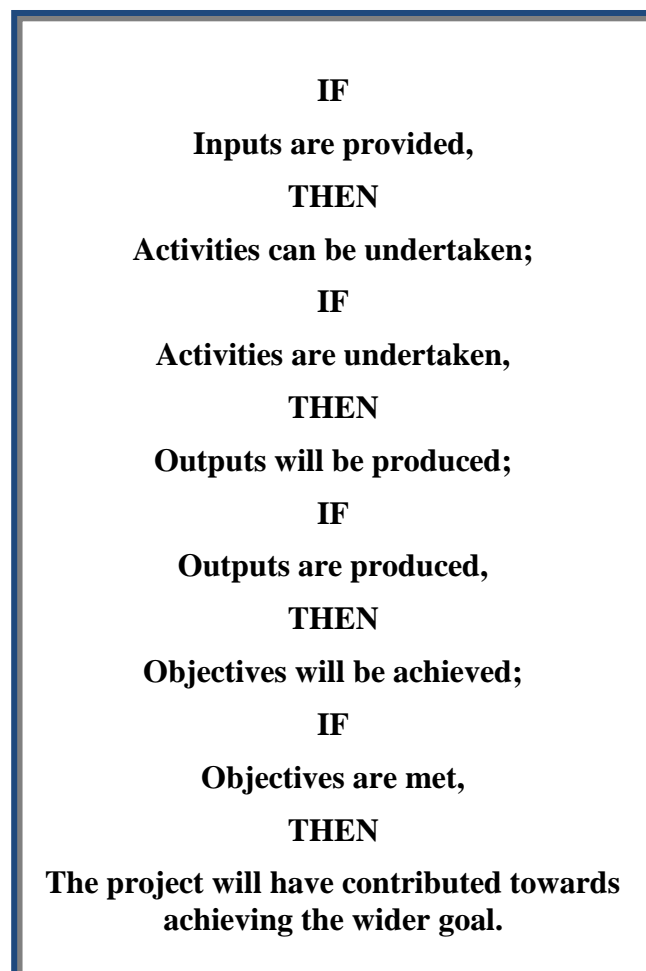 IF
Inputs are provided,
THEN
Activities can be undertaken;
IF
Activities are undertaken,
THEN
Outputs will be produced;
IF
Outputs are produced,
THEN
Objectives will be achieved;
IF
Objectives are met,
THEN
The project will have contributed towards
achieving the wider goal.